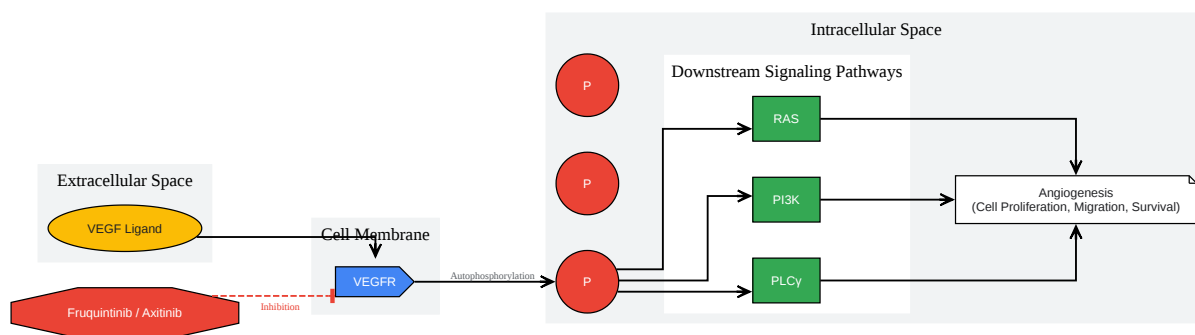 Intracellular Space
Downstream Signaling Pathways
P
RAS
P
PI3K
Angiogenesis
(Cell Proliferation, Migration, Survival)
Extracellular Space
VEGF Ligand
Cell Membrane
VEGFR
Autophosphorylation
P
PLCγ
Inhibition
Fruquintinib / Axitinib